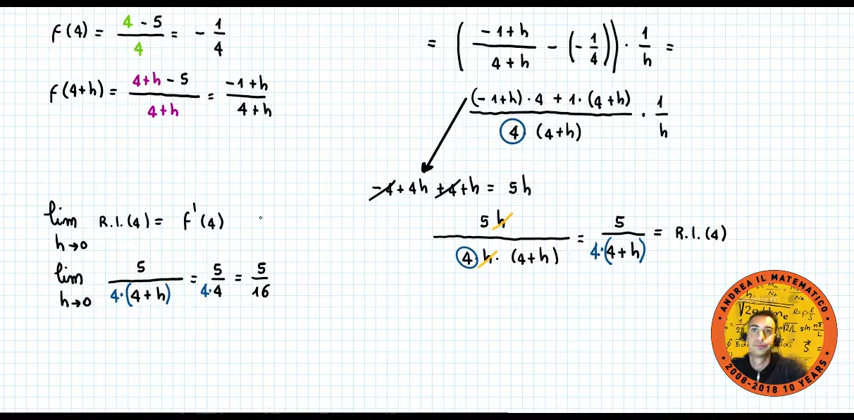 f(4) = (4 - 5)/4 = - 1/4
f(4+h) = (4+h - 5)/(4+h) = (-1+h)/(4+h)
lim h→0 R.I.(4) = f'(4)
lim h→0 5/(4·(4+h)) = 5/(4·4) = 5/16
= ( (-1+h)/(4+h) - (-1/4) ) · 1/h =
((-1+h)·4 + 1·(4+h))/(4 (4+h)) · 1/h
-4 + 4h + 4 + h = 5h
5h/(4h·(4+h)) = 5/(4·(4+h)) = R.I.(4)
ANDREA IL MATEMATICO
2008-2018 10 YEARS